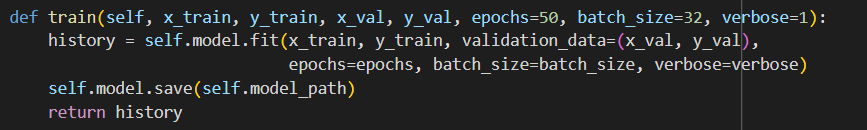 def train(self, x_train, y_train, x_val, y_val, epochs=50, batch_size=32, verbose=1):
    history = self.model.fit(x_train, y_train, validation_data=(x_val, y_val),
                             epochs=epochs, batch_size=batch_size, verbose=verbose)
    self.model.save(self.model_path)
    return history